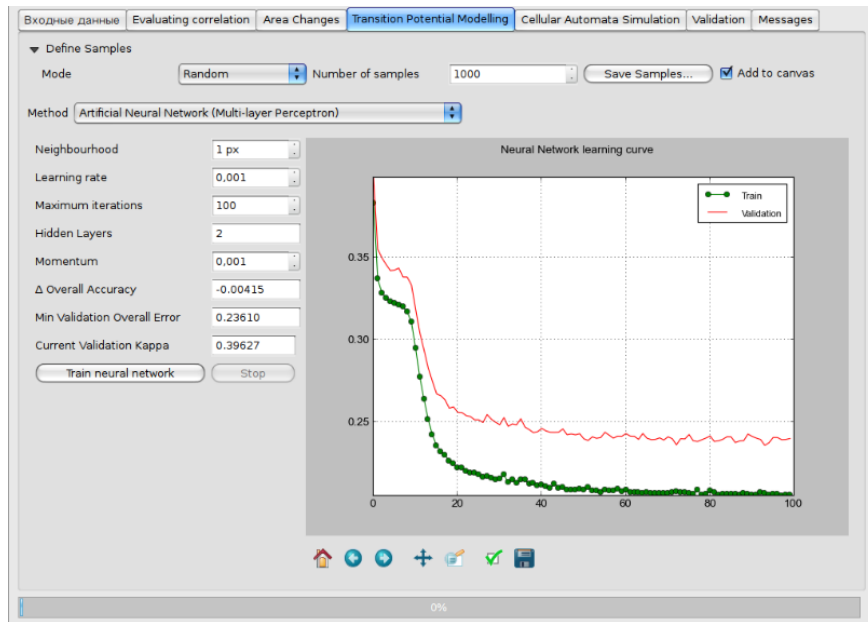 Входные данные Evaluating correlation Area Changes Transition Potential Modelling Cellular Automata Simulation Validation Messages
Define Samples
Mode Random Number of samples 1000 Save Samples... Add to canvas
Method Artificial Neural Network (Multi-layer Perceptron)
Neighbourhood 1 px
Learning rate 0,001
Maximum iterations 100
Hidden Layers 2
Momentum 0,001
Δ Overall Accuracy -0.00415
Min Validation Overall Error 0.23610
Current Validation Kappa 0.39627
Train neural network Stop
Neural Network learning curve
Train
Validation
0.35
0.30
0.25
0 20 40 60 80 100
0%